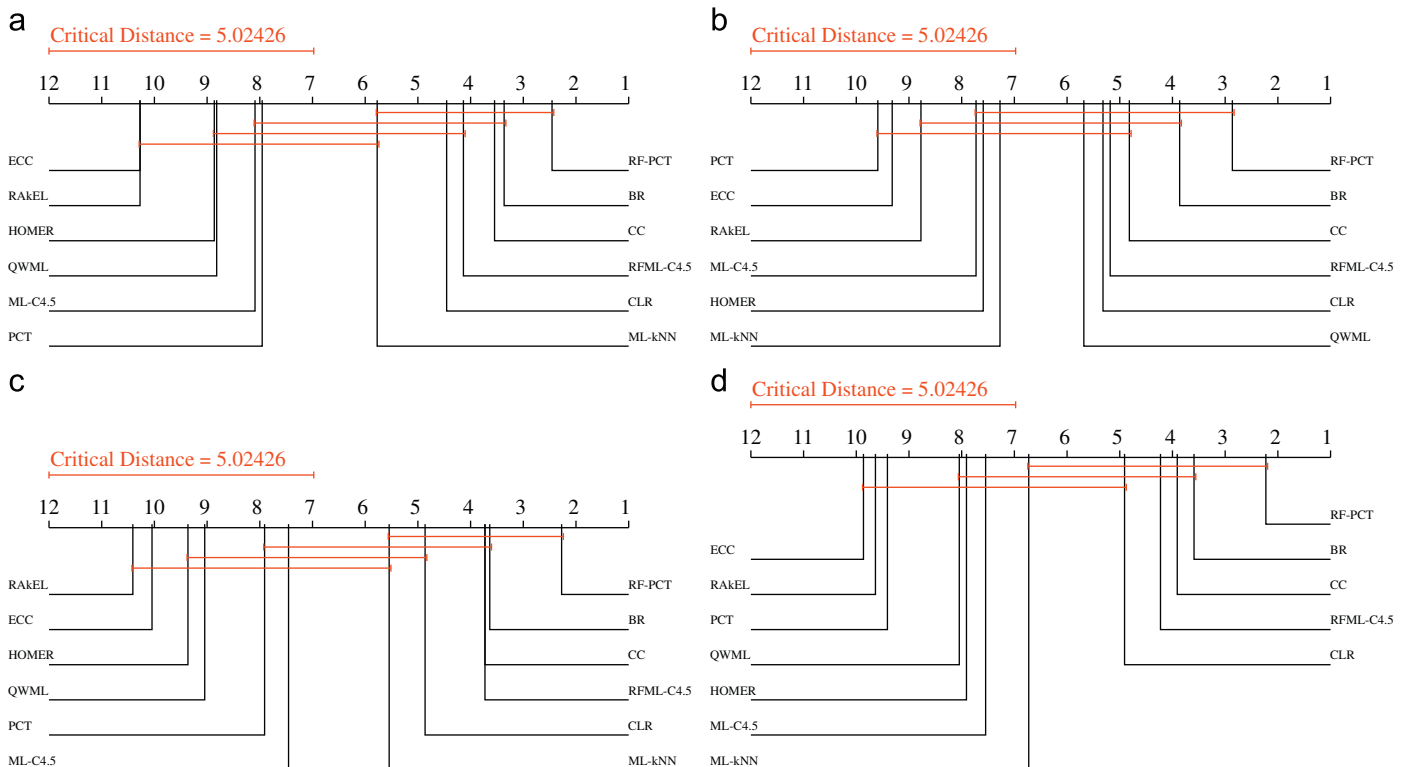 a
Critical Distance = 5.02426
12 11 10 9 8 7 6 5 4 3 2 1
ECC
RAkEL
HOMER
QWML
ML-C4.5
PCT
RF-PCT
BR
CC
RFML-C4.5
CLR
ML-kNN
b
Critical Distance = 5.02426
12 11 10 9 8 7 6 5 4 3 2 1
PCT
ECC
RAkEL
ML-C4.5
HOMER
ML-kNN
RF-PCT
BR
CC
RFML-C4.5
CLR
QWML
c
Critical Distance = 5.02426
12 11 10 9 8 7 6 5 4 3 2 1
RAkEL
ECC
HOMER
QWML
PCT
ML-C4.5
RF-PCT
BR
CC
RFML-C4.5
CLR
ML-kNN
d
Critical Distance = 5.02426
12 11 10 9 8 7 6 5 4 3 2 1
ECC
RAkEL
PCT
QWML
HOMER
ML-C4.5
ML-kNN
RF-PCT
BR
CC
RFML-C4.5
CLR